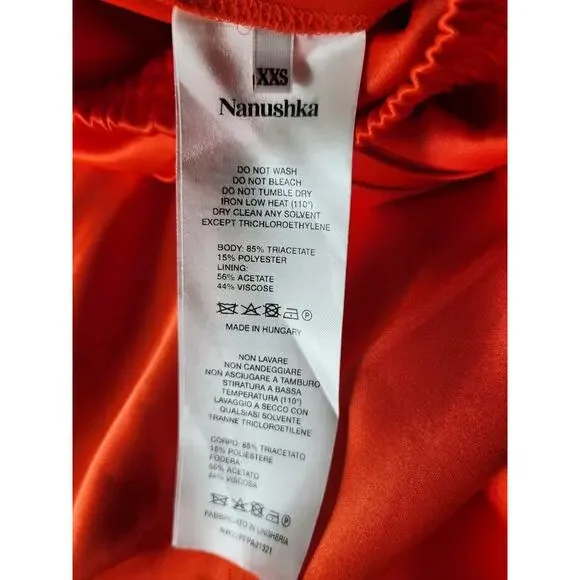 XXS
Nanushka
DO NOT WASH
DO NOT BLEACH
DO NOT TUMBLE DRY
IRON LOW HEAT (110°)
DRY CLEAN ANY SOLVENT
EXCEPT TRICHLOROETHYLENE
BODY: 85% TRIACETATE
15% POLYESTER
LINING:
56% ACETATE
44% VISCOSE
P
MADE IN HUNGARY
NON LAVARE
NON CANDEGGIARE
NON ASCIUGARE A TAMBURO
STIRATURA A BASSA
TEMPERATURA (110°)
LAVAGGIO A SECCO CON
QUALSIASI SOLVENTE
TRANNE TRICLOROETILENE
CORPO: 85% TRIACETATO
15% POLIESTERE
FODERA:
56% ACETATO
44% VISCOSA
P
FABBRICATO IN UNGHERIA